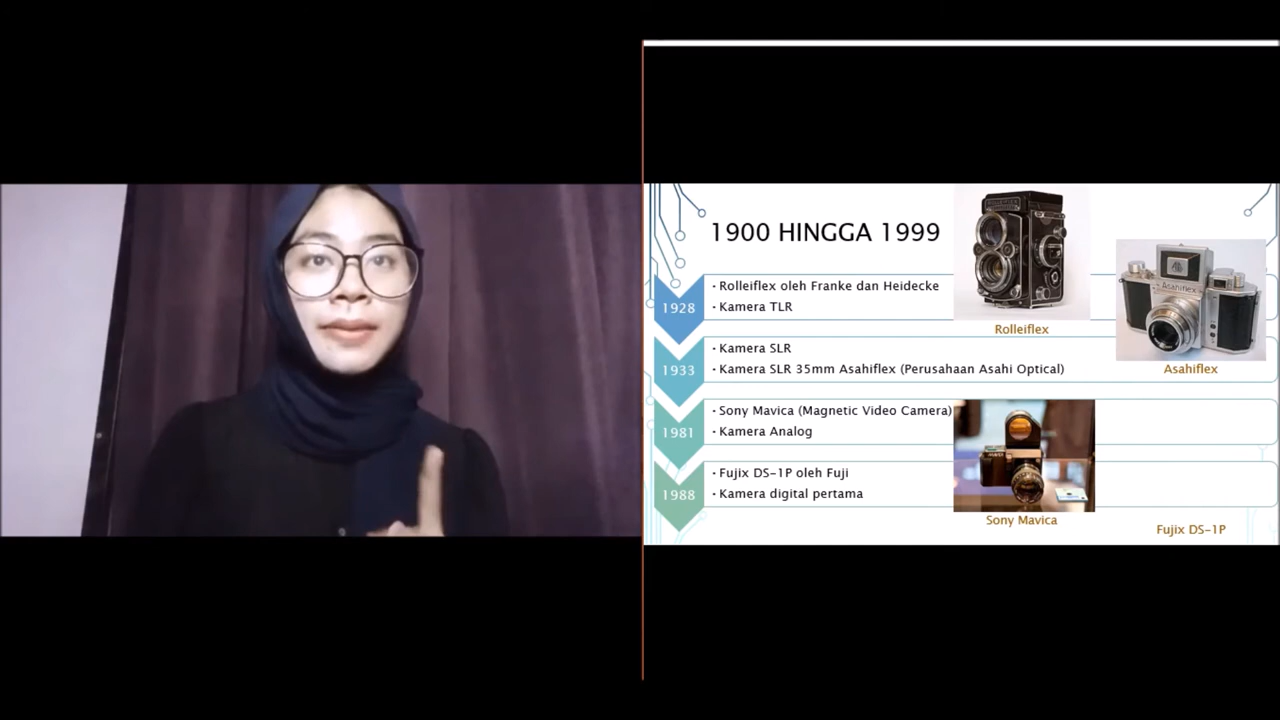 1900 HINGGA 1999
1928
• Rolleiflex oleh Franke dan Heidecke
• Kamera TLR
Rolleiflex
Asahiflex
Asahiflex
1933
• Kamera SLR
• Kamera SLR 35mm Asahiflex (Perusahaan Asahi Optical)
1981
• Sony Mavica (Magnetic Video Camera)
• Kamera Analog
1988
• Fujix DS-1P oleh Fuji
• Kamera digital pertama
Sony Mavica
Fujix DS-1P